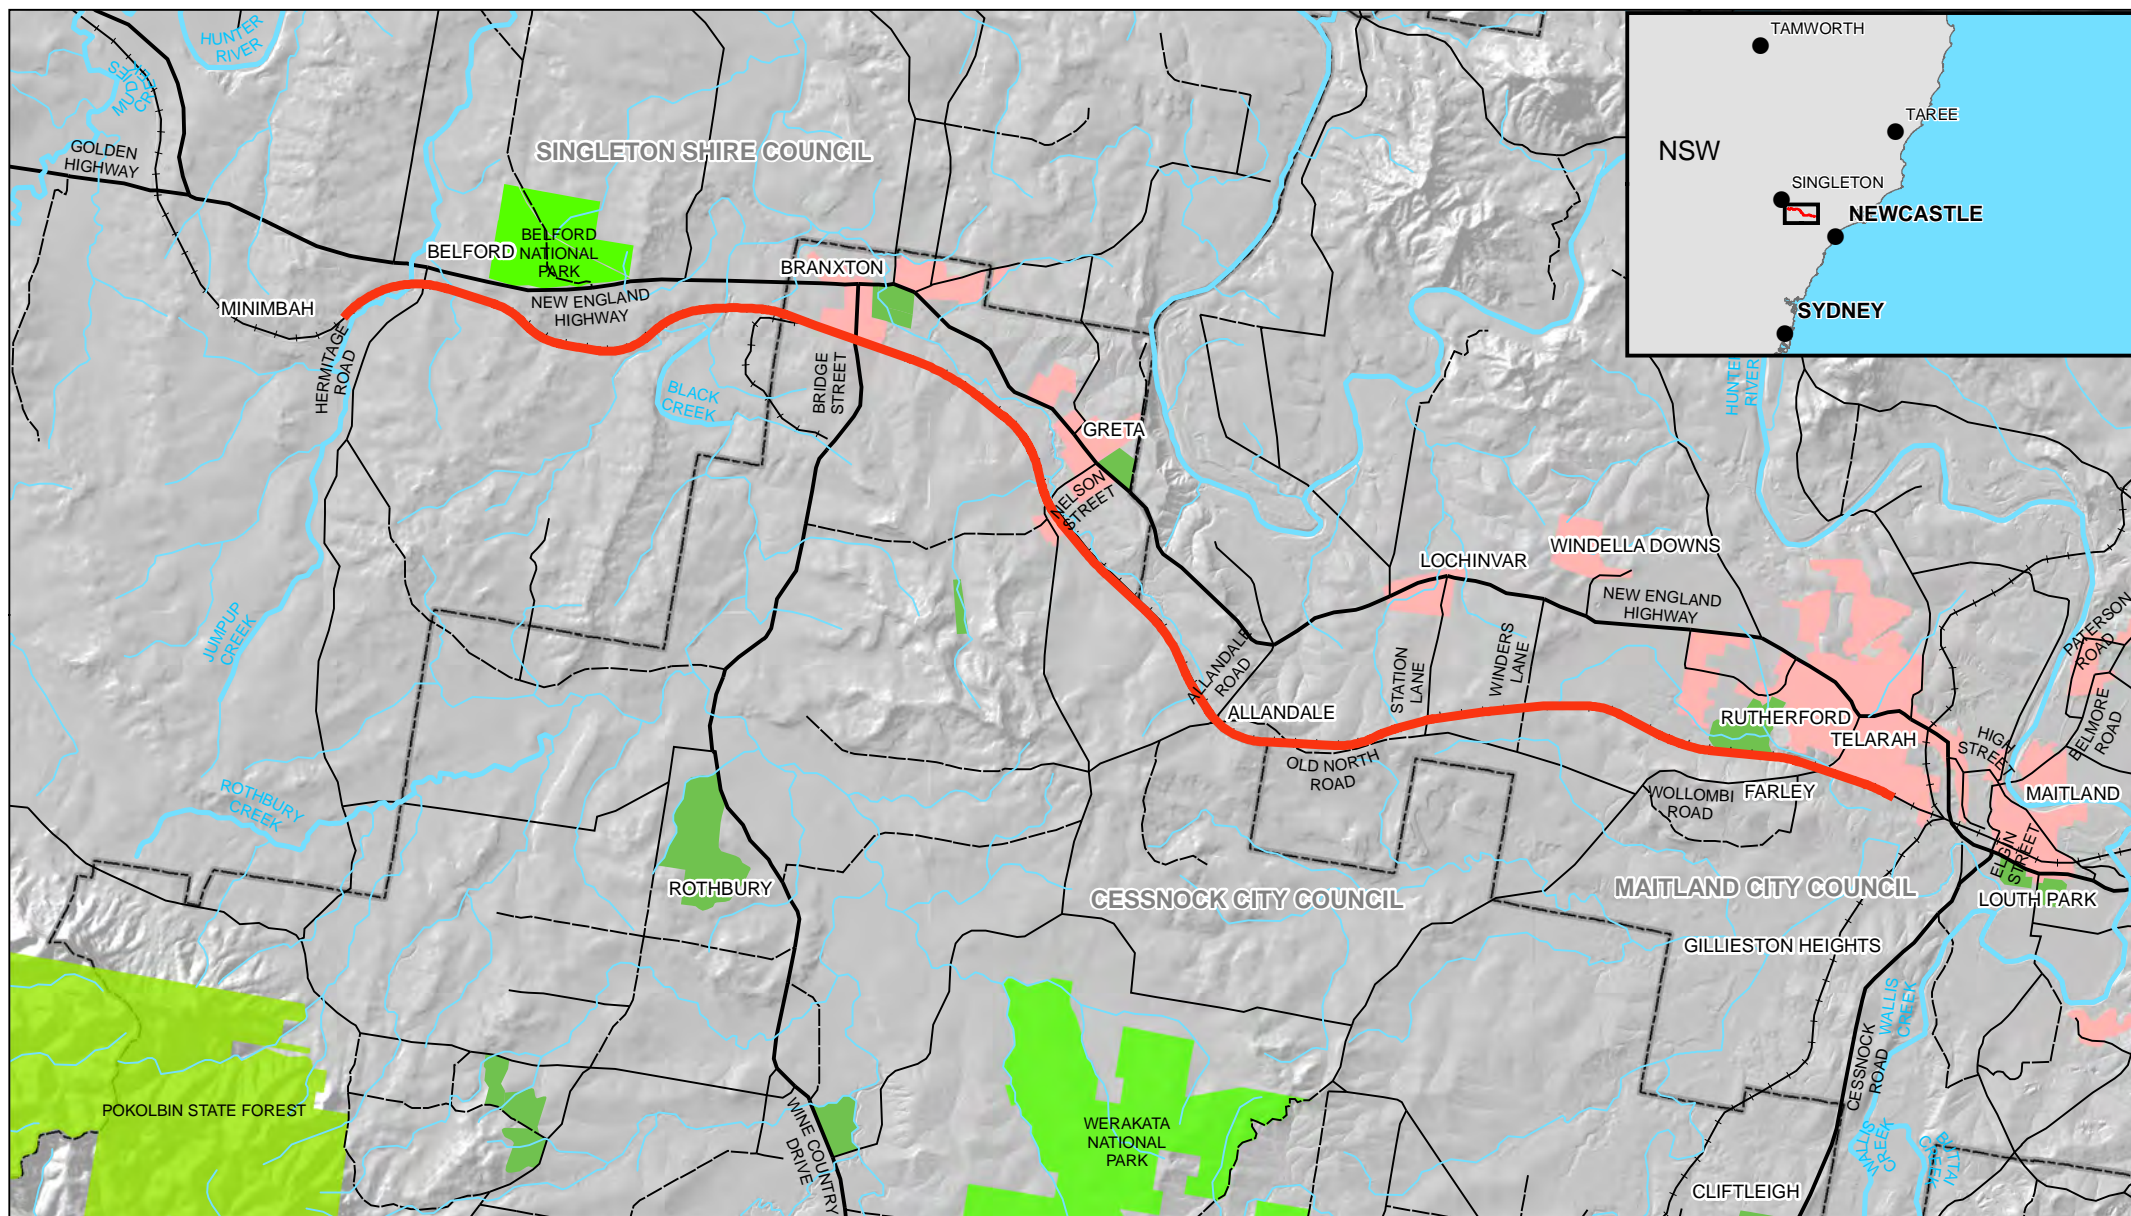 HUNTER
RIVER
MUDIES
CREEK
GOLDEN
HIGHWAY
SINGLETON SHIRE COUNCIL
BELFORD
BELFORD
NATIONAL
PARK
BRANXTON
MINIMBAH
NEW ENGLAND
HIGHWAY
HERMITAGE
ROAD
BLACK
CREEK
BRIDGE
STREET
GRETA
NELSON
STREET
TAMWORTH
TAREE
NSW
SINGLETON
NEWCASTLE
SYDNEY
HUNTER
RIVER
LOCHINVAR
WINDELLA DOWNS
NEW ENGLAND
HIGHWAY
JUMPUP
CREEK
ALLANDALE
ROAD
STATION
LANE
WINDERS
LANE
PATERSON
ROAD
BELMORE
ROAD
ALLANDALE
RUTHERFORD
TELARAH
HIGH
STREET
OLD NORTH
ROAD
WOLLOMBI
ROAD
FARLEY
MAITLAND
ROTHBURY
CREEK
ELGIN
STREET
ROTHBURY
CESSNOCK CITY COUNCIL
MAITLAND CITY COUNCIL
LOUTH PARK
GILLIESTON HEIGHTS
WALLIS
CREEK
CESSNOCK
ROAD
POKOLBIN STATE FOREST
WINE COUNTRY
DRIVE
WERAKATA
NATIONAL
PARK
WALLIS
CREEK
BUTTAI
CREEK
CLIFTLEIGH